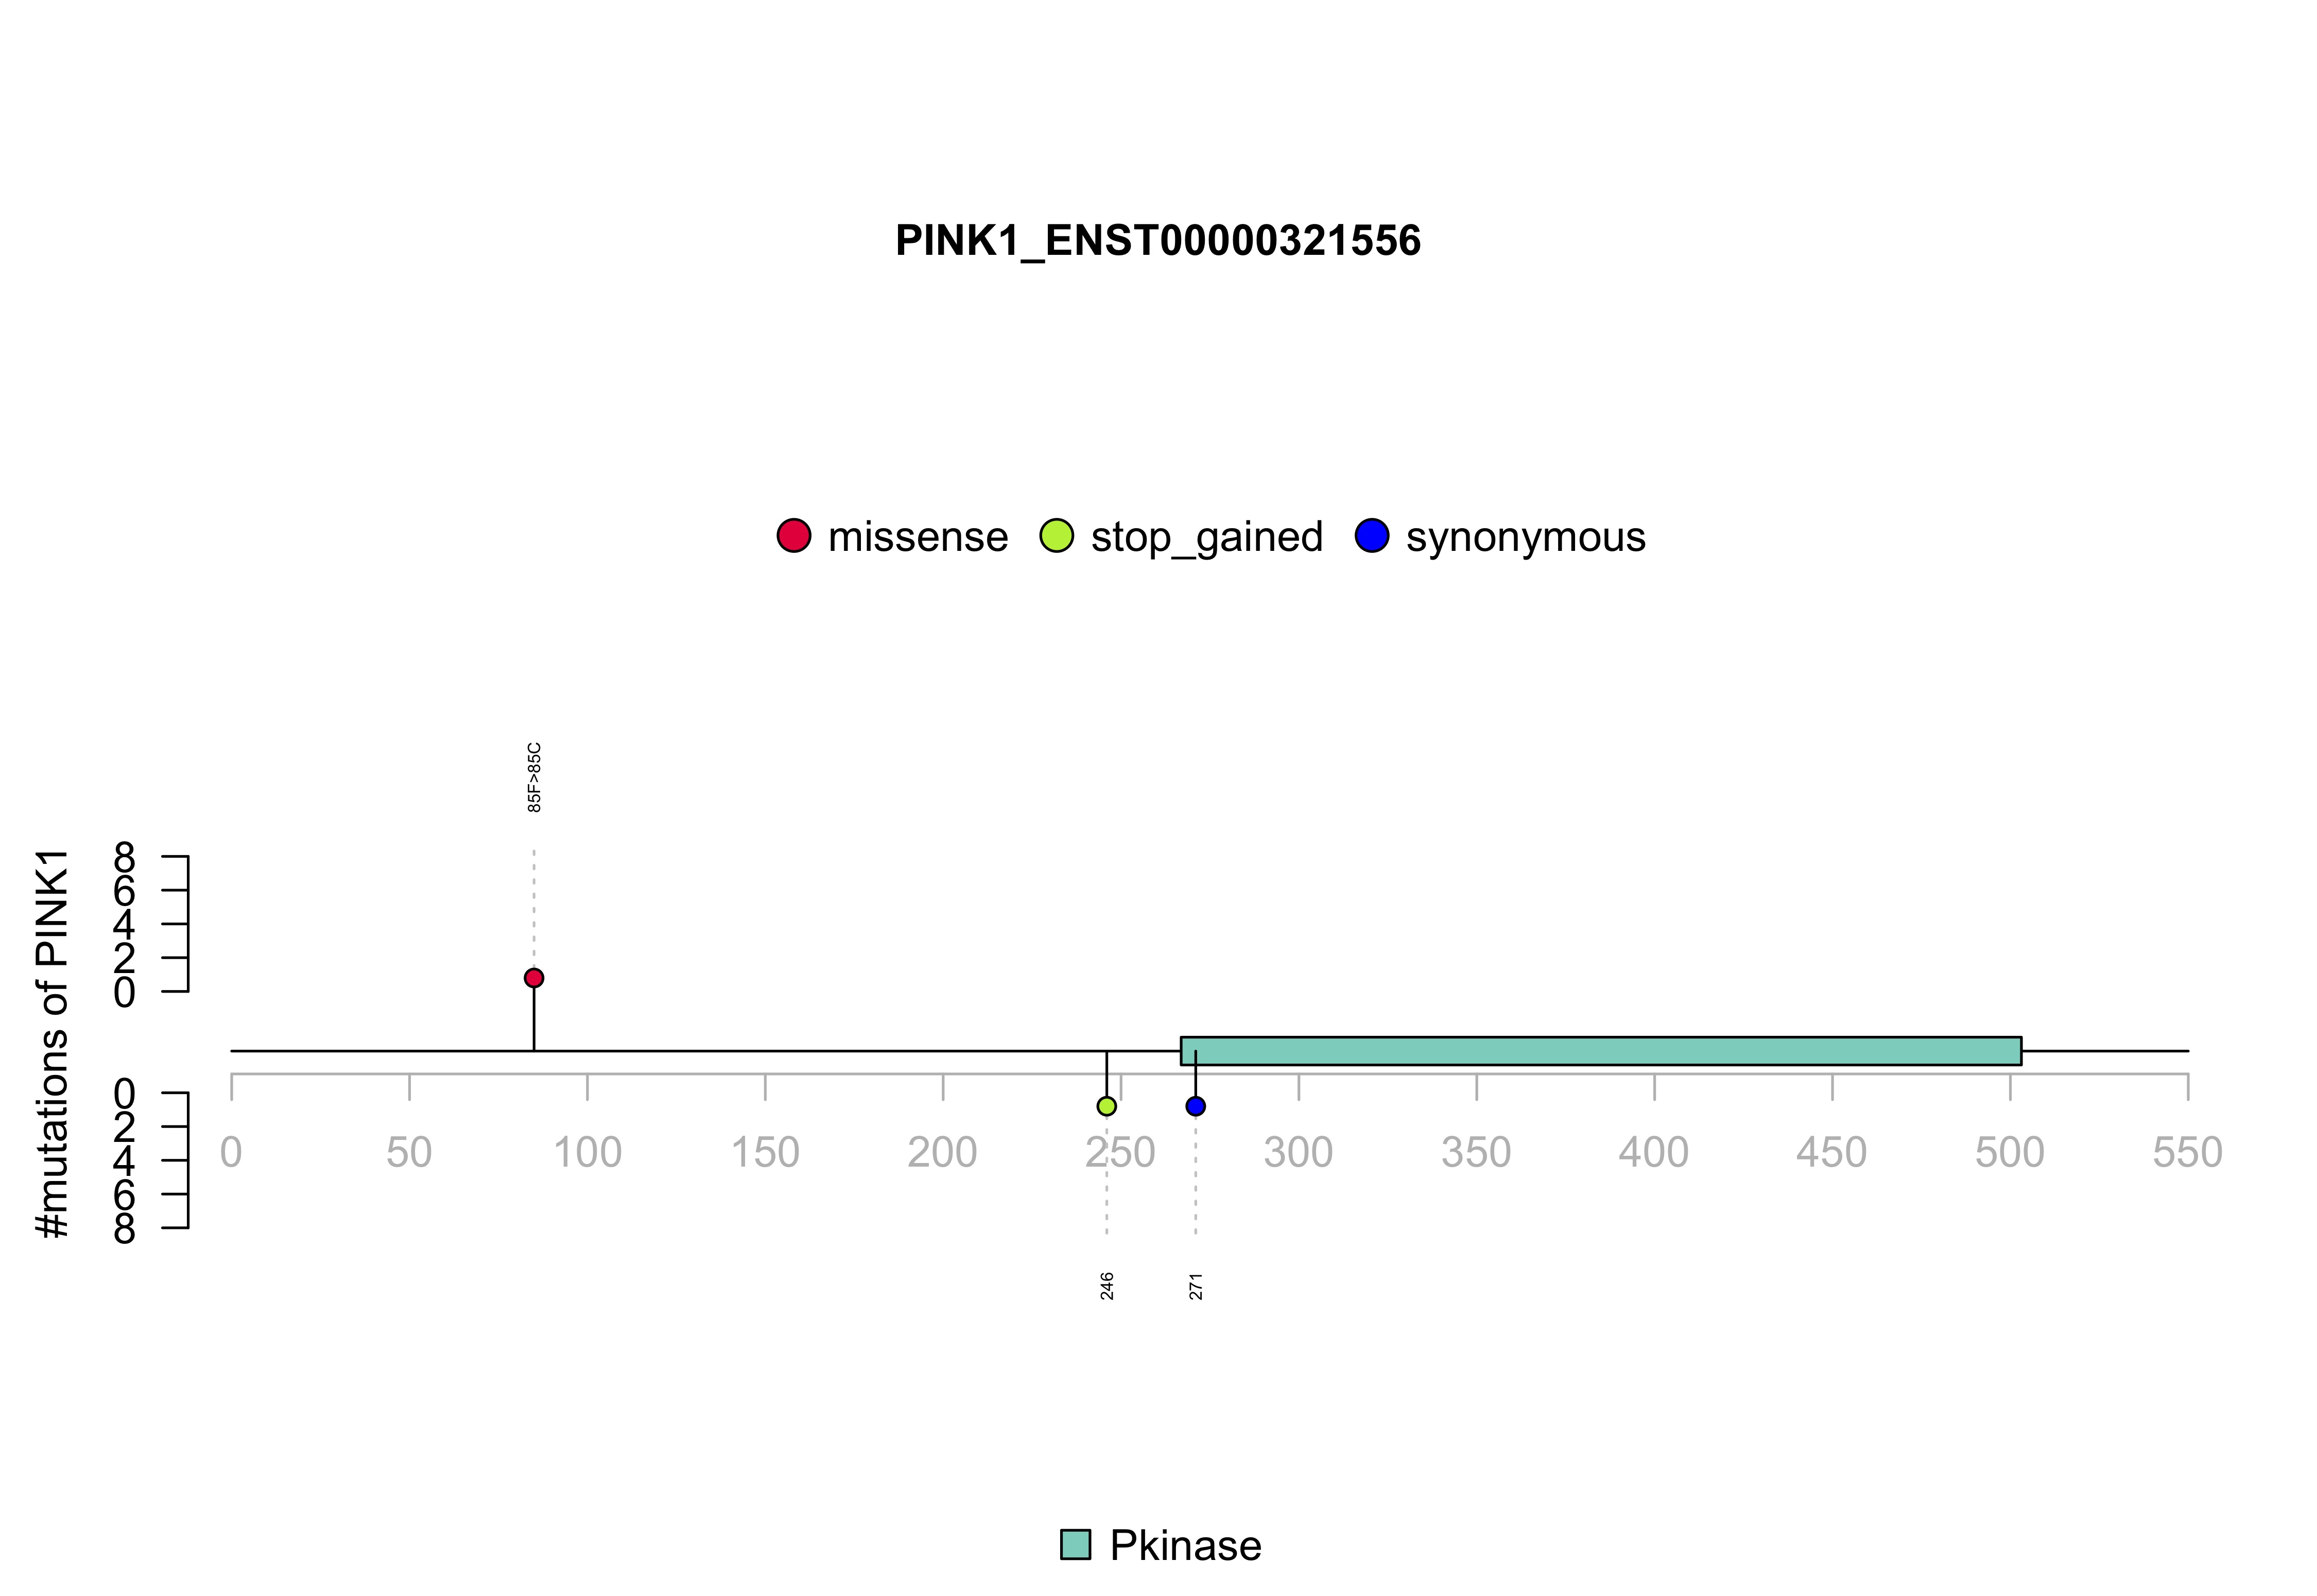 PINK1_ENST00000321556
missense stop_gained synonymous
85F>85C
#mutations of PINK1
8
6
4
2
0
0
2
4
6
8
0 50 100 150 200 250 300 350 400 450 500 550
246 271
Pkinase